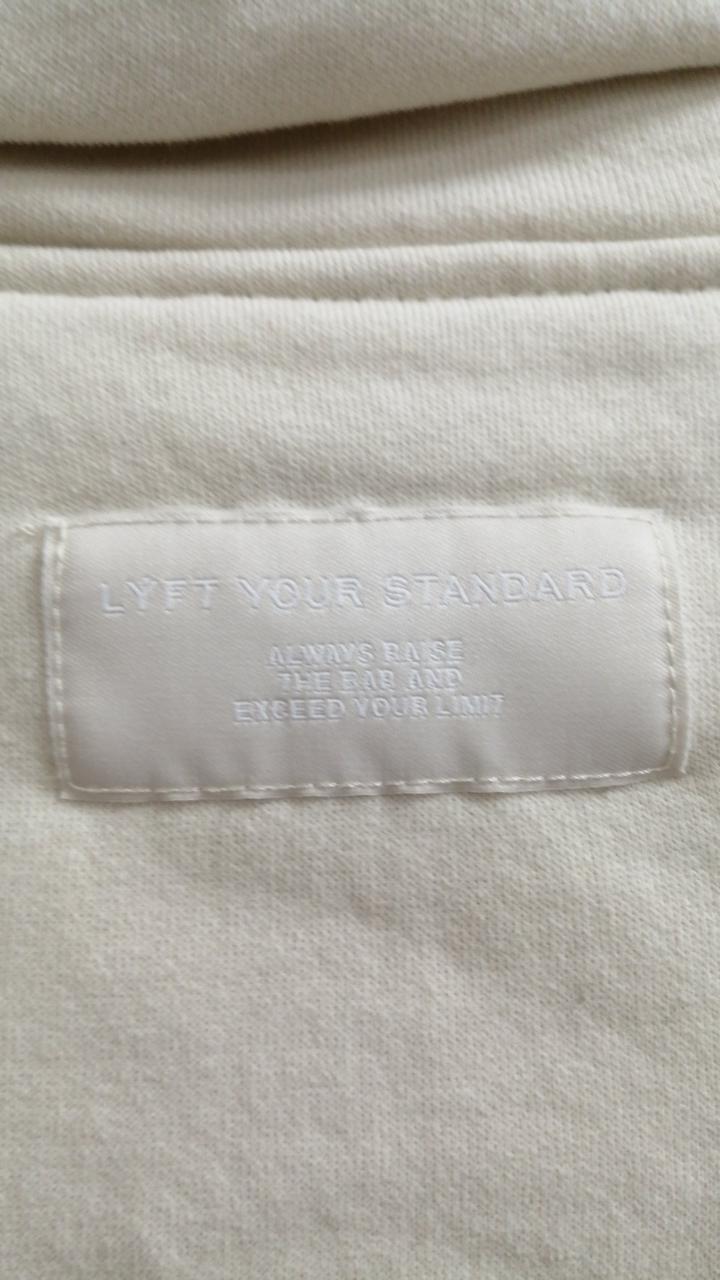 LYFT YOUR STANDARD
ALWAYS RAISE
THE BAR AND
EXCEED YOUR LIMIT